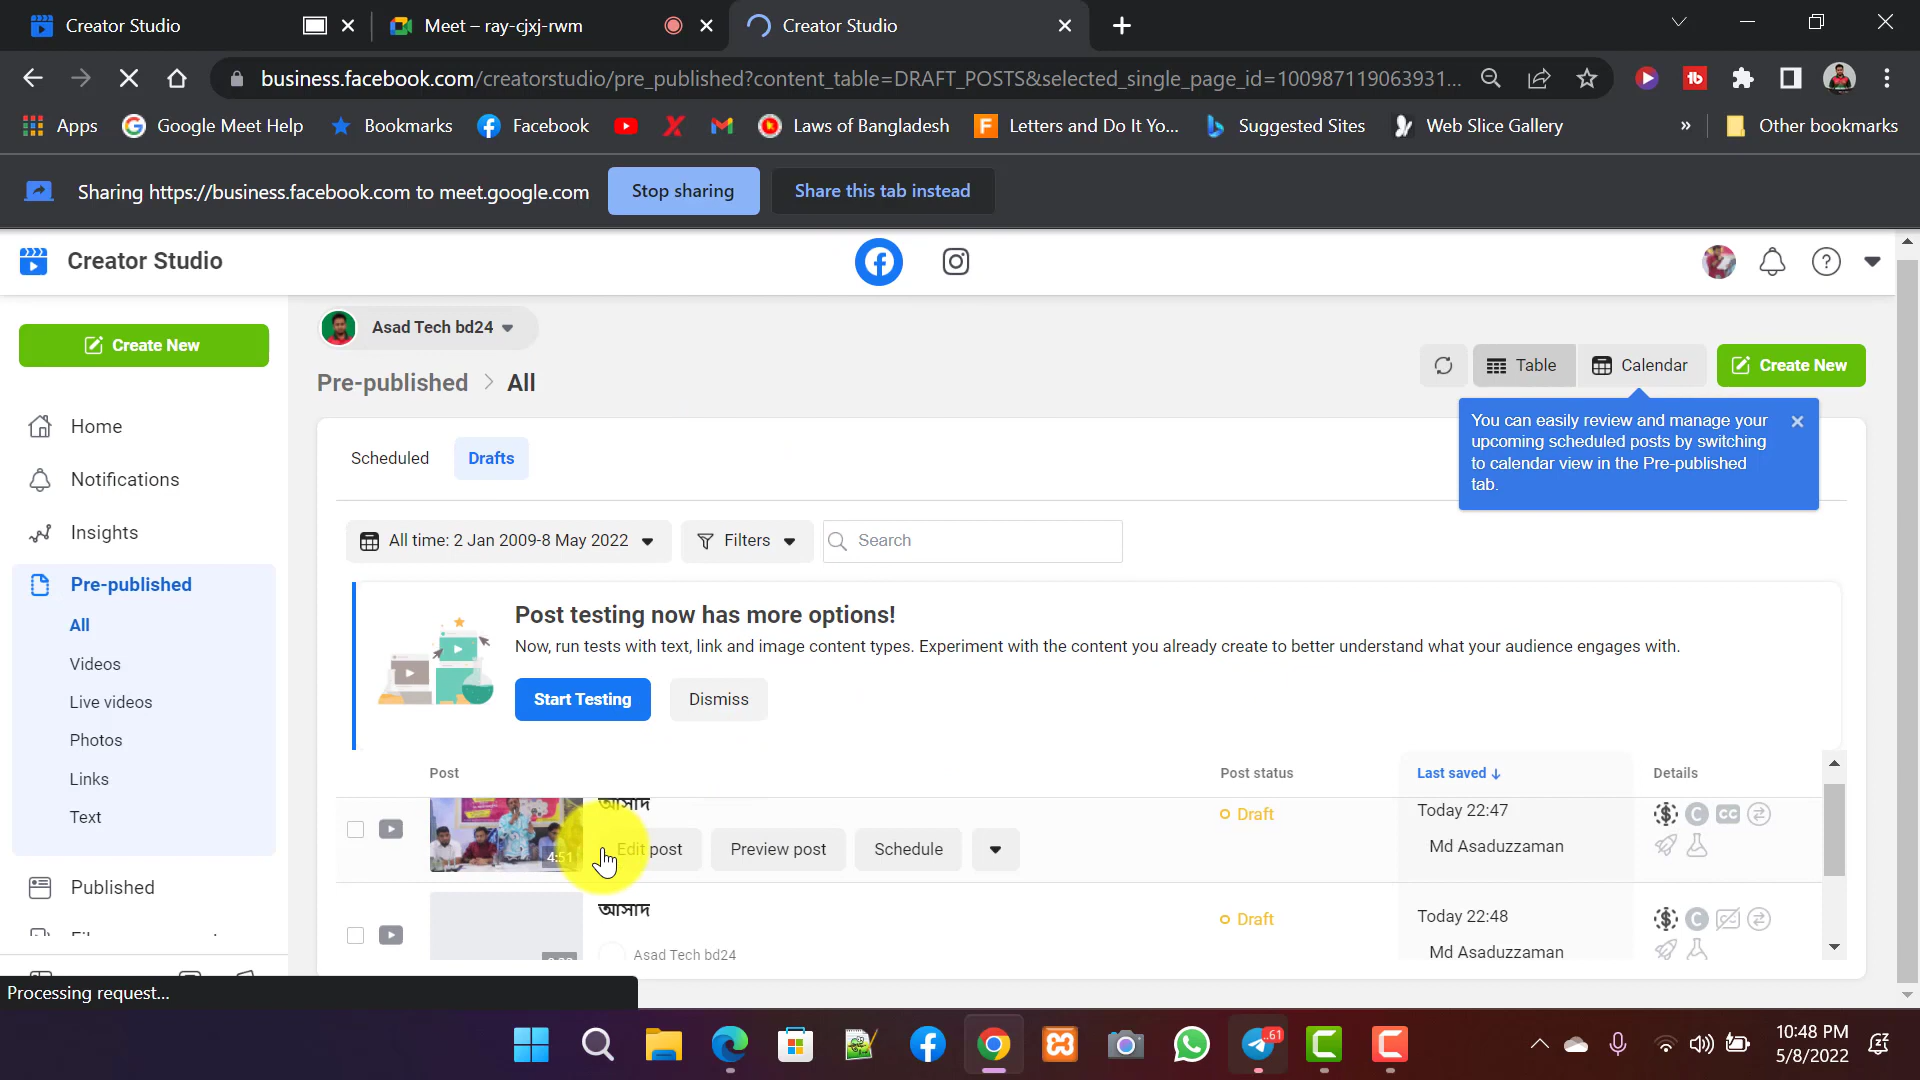 Creator Studio
Meet – ray-cjxj-rwm
Creator Studio
business.facebook.com/creatorstudio/pre_published?content_table=DRAFT_POSTS&selected_single_page_id=100987119063931...
Apps
Google Meet Help
Bookmarks
Facebook
Laws of Bangladesh
Letters and Do It Yo...
Suggested Sites
Web Slice Gallery
»
Other bookmarks
Sharing https://business.facebook.com to meet.google.com
Stop sharing
Share this tab instead
Creator Studio
Create New
Asad Tech bd24
Pre-published > All
Table
Calendar
Create New
You can easily review and manage your
upcoming scheduled posts by switching
to calendar view in the Pre-published
tab.
Home
Notifications
Insights
Pre-published
All
Videos
Live videos
Photos
Links
Text
Published
Scheduled
Drafts
All time: 2 Jan 2009-8 May 2022
Filters
Search
Post testing now has more options!
Now, run tests with text, link and image content types. Experiment with the content you already create to better understand what your audience engages with.
Start Testing
Dismiss
Post
Post status
Last saved ↓
Details
আসাদ
4:51
Edit post
Preview post
Schedule
Draft
Today 22:47
Md Asaduzzaman
আসাদ
Asad Tech bd24
Draft
Today 22:48
Md Asaduzzaman
Processing request...
61
10:48 PM
5/8/2022